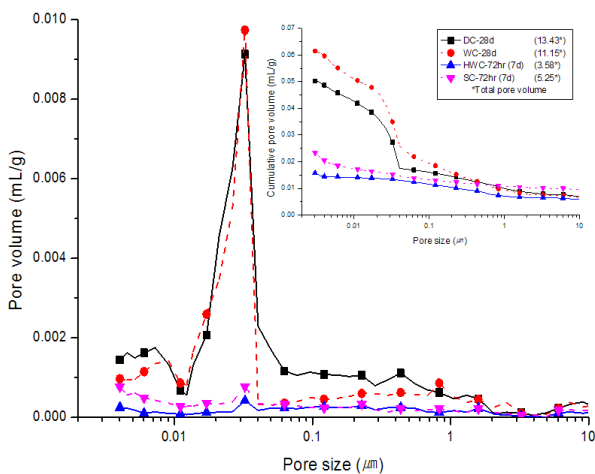 0.010
0.008
0.006
0.004
0.002
0.000
Pore volume (mL/g)
0.01
0.1
1
10
Pore size (㎛)
0.07
0.06
0.05
0.04
0.03
0.02
0.01
0.00
Cumulative pore volume (mL/g)
0.01
0.1
1
10
Pore size (㎛)
DC-28d (13.43*)
WC-28d (11.15*)
HWC-72hr (7d) (3.58*)
SC-72hr (7d) (5.25*)
*Total pore volume